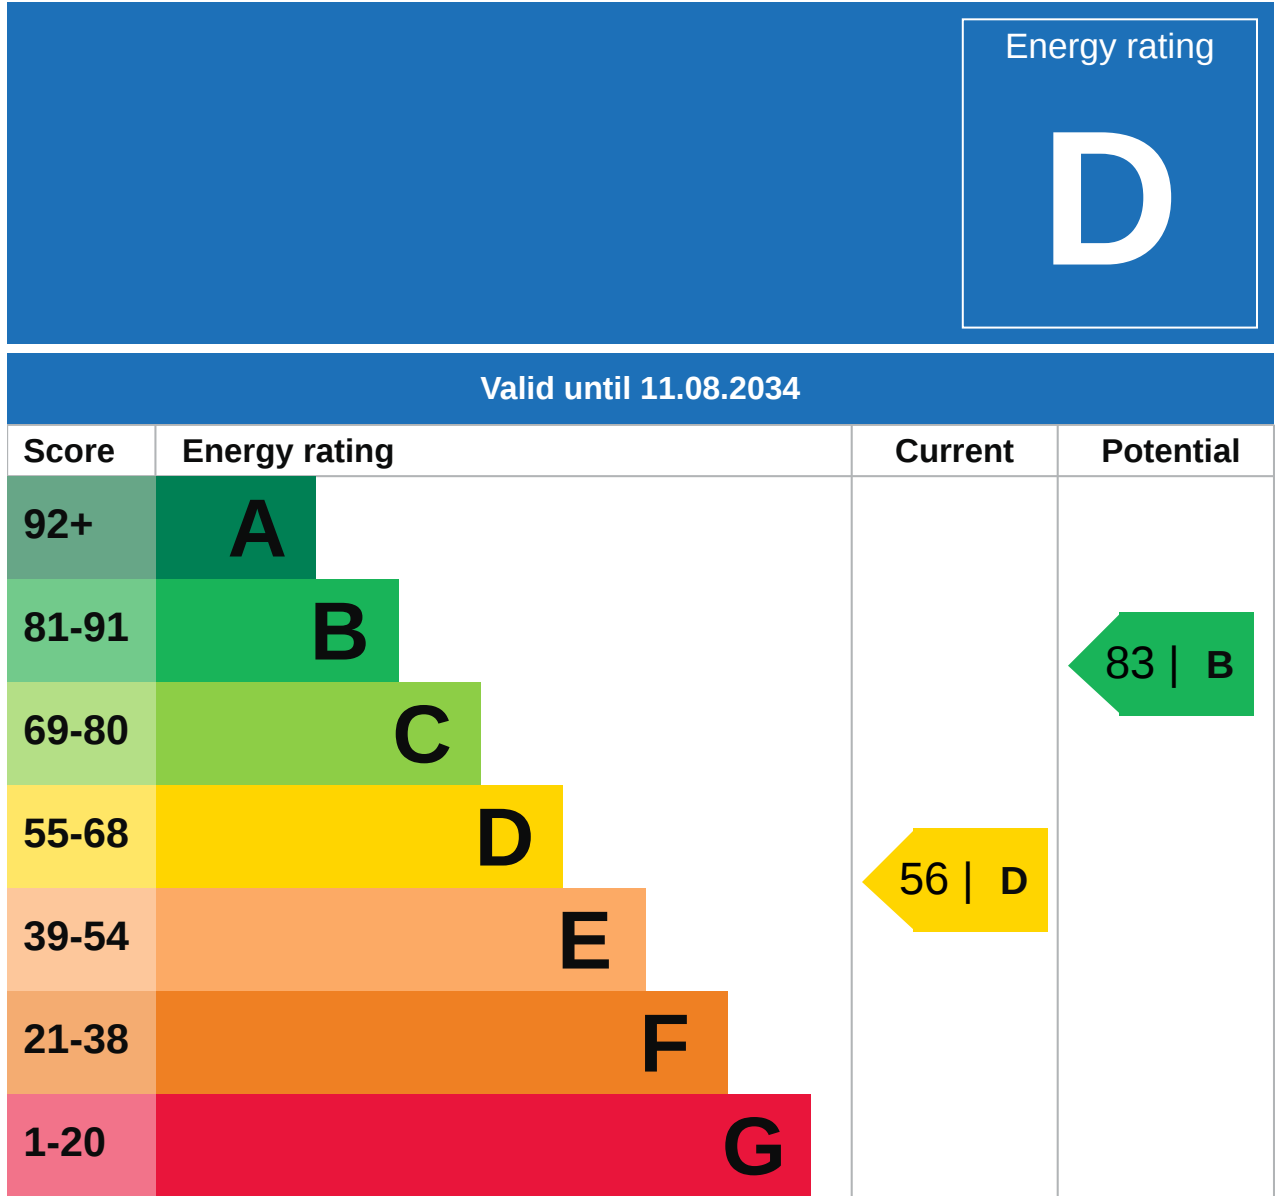 Energy rating
D
Valid until 11.08.2034
Score Energy rating Current Potential
92+ A
81-91 B
83 | B
69-80 C
55-68 D
56 | D
39-54 E
21-38 F
1-20 G